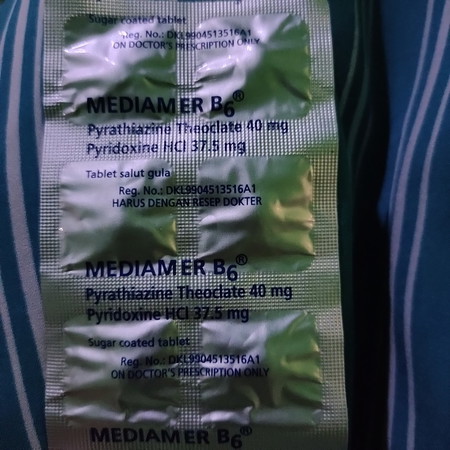 Sugar coated tablet
Reg. No.: DKL9904513516A1
ON DOCTOR'S PRESCRIPTION ONLY
MEDIAMER B6®
Pyrathiazine Theoclate 40 mg
Pyridoxine HCl 37.5 mg
Tablet salut gula
Reg. No.: DKL9904513516A1
HARUS DENGAN RESEP DOKTER
MEDIAMER B6®
Pyrathiazine Theoclate 40 mg
Pyridoxine HCl 37.5 mg
Sugar coated tablet
Reg. No.: DKL9904513516A1
ON DOCTOR'S PRESCRIPTION ONLY
MEDIAMER B6®